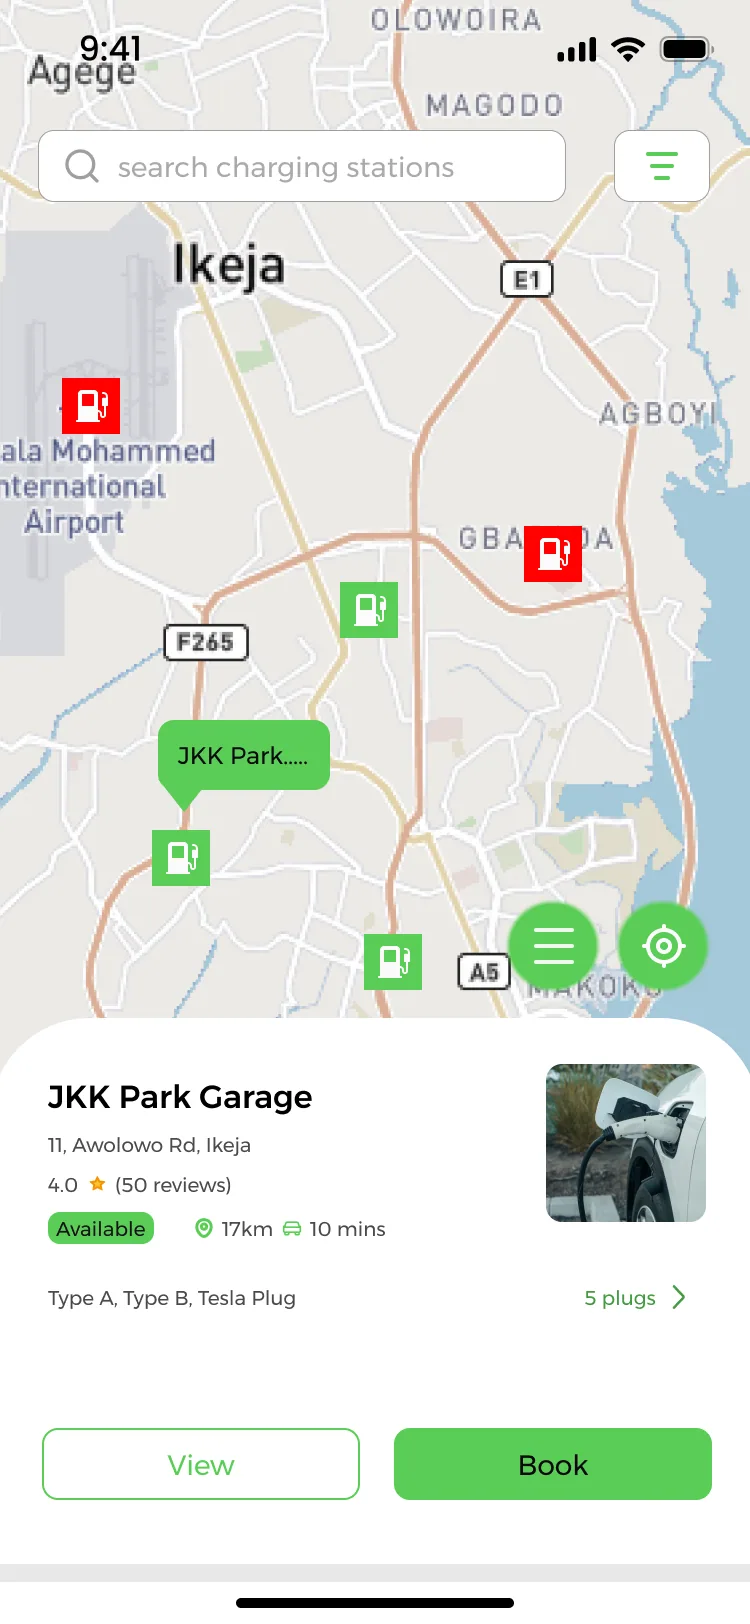 OLOWOIRA
9:41
Agege
MAGODO
search charging stations
Ikeja
E1
AGBOYI
ala Mohammed
nternational
Airport
GBA DA
F265
JKK Park.....
A5
MAKOKO
JKK Park Garage
11, Awolowo Rd, Ikeja
4.0 (50 reviews)
Available 17km 10 mins
Type A, Type B, Tesla Plug 5 plugs
View Book